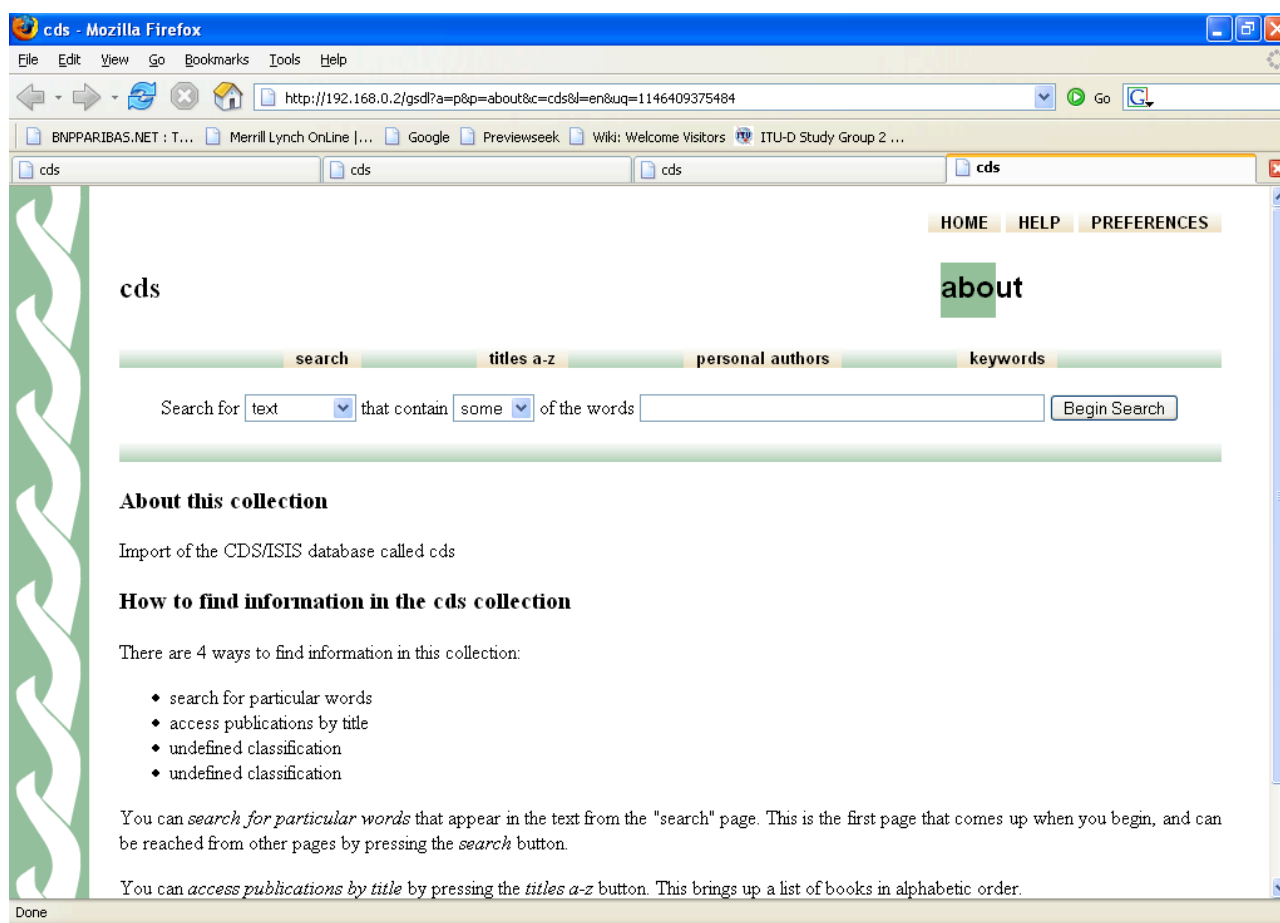 cds - Mozilla Firefox
File Edit View Go Bookmarks Tools Help
http://192.168.0.2/gsdl?a=p&p=about&c=cds&l=en&uq=1146409375484 Go G
BNPPARIBAS.NET : T... Merrill Lynch OnLine |... Google Previewseek Wiki: Welcome Visitors ITU-D Study Group 2 ...
cds cds cds cds
HOME HELP PREFERENCES
cds about
search titles a-z personal authors keywords
Search for text that contain some of the words Begin Search
About this collection
Import of the CDS/ISIS database called cds
How to find information in the cds collection
There are 4 ways to find information in this collection:
search for particular words
access publications by title
undefined classification
undefined classification
You can search for particular words that appear in the text from the "search" page. This is the first page that comes up when you begin, and can
be reached from other pages by pressing the search button.
You can access publications by title by pressing the titles a-z button. This brings up a list of books in alphabetic order.
Done